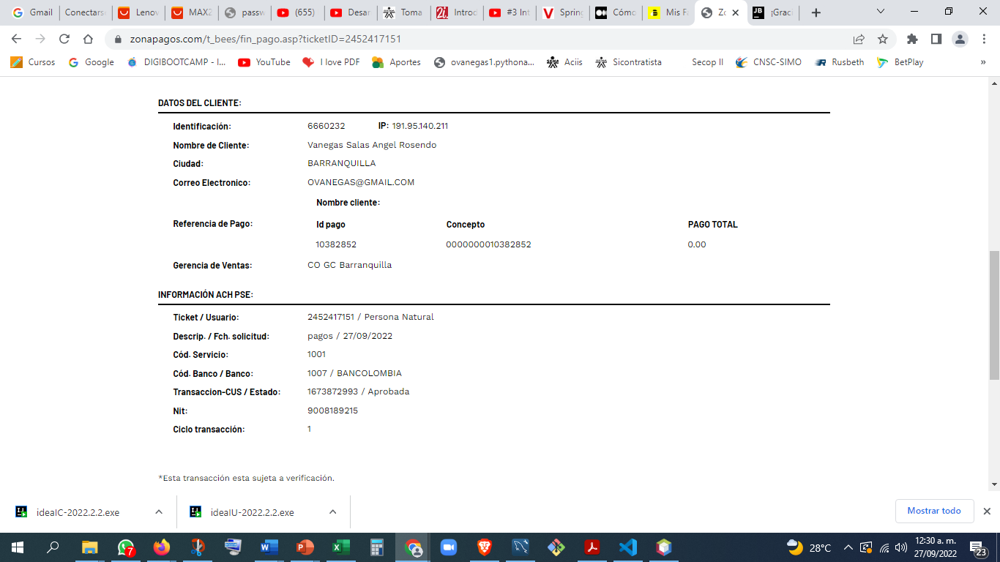 Gmail
Conectars
Lenov
MAX2
passw
(655)
Desar
Toma
Introd
#3 Int
Spring
Cómo
Mis Fa
Zo
¡Graci
zonapagos.com/t_bees/fin_pago.asp?ticketID=2452417151
Cursos
Google
DIGIBOOTCAMP - I...
YouTube
I love PDF
Aportes
ovanegas1.pythona...
Aciis
Sicontratista
Secop II
CNSC-SIMO
Rusbeth
BetPlay
»
DATOS DEL CLIENTE:
Identificación: 6660232 IP: 191.95.140.211
Nombre de Cliente: Vanegas Salas Angel Rosendo
Ciudad: BARRANQUILLA
Correo Electronico: OVANEGAS@GMAIL.COM
Nombre cliente:
Referencia de Pago: Id pago Concepto PAGO TOTAL
10382852 0000000010382852 0.00
Gerencia de Ventas: CO GC Barranquilla
INFORMACIÓN ACH PSE:
Ticket / Usuario: 2452417151 / Persona Natural
Descrip. / Fch. solicitud: pagos / 27/09/2022
Cód. Servicio: 1001
Cód. Banco / Banco: 1007 / BANCOLOMBIA
Transaccion-CUS / Estado: 1673872993 / Aprobada
Nit: 9008189215
Ciclo transacción: 1
*Esta transacción esta sujeta a verificación.
ideaIC-2022.2.2.exe
ideaIU-2022.2.2.exe
Mostrar todo
7
28°C
12:30 a. m.
27/09/2022
23